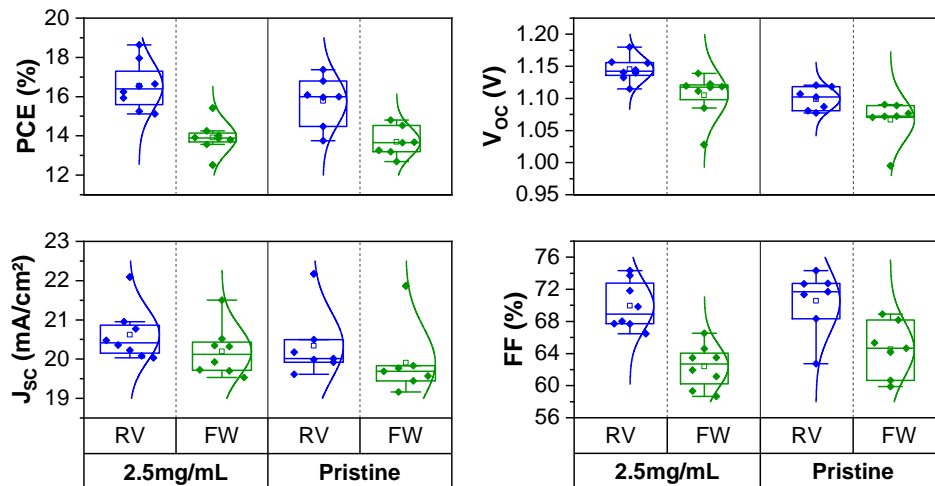 PCE (%)
20
18
16
14
12
V_OC (V)
1.20
1.15
1.10
1.05
1.00
0.95
J_SC (mA/cm²)
23
22
21
20
19
RV FW RV FW
2.5mg/mL Pristine
FF (%)
76
72
68
64
60
56
RV FW RV FW
2.5mg/mL Pristine